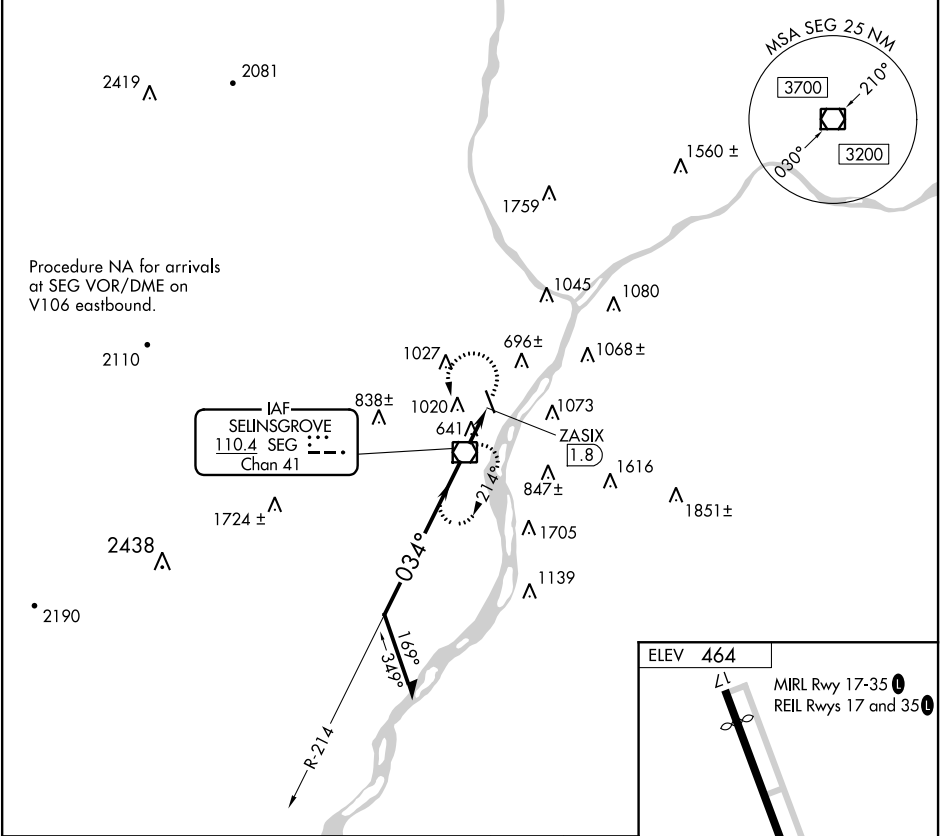 MSA SEG 25 NM
3700
210°
030°
3200
2419
2081
1560 ±
1759
Procedure NA for arrivals
at SEG VOR/DME on
V106 eastbound.
1045
1080
2110
1027
696±
1068±
838±
1020
1073
IAF
SELINSGROVE
110.4 SEG
Chan 41
641
ZASIX
1.8
214°
847±
1616
1724 ±
1851±
1705
2438
034°
1139
2190
169°
349°
R-214
ELEV 464
17
MIRL Rwy 17-35 L
REIL Rwys 17 and 35 L